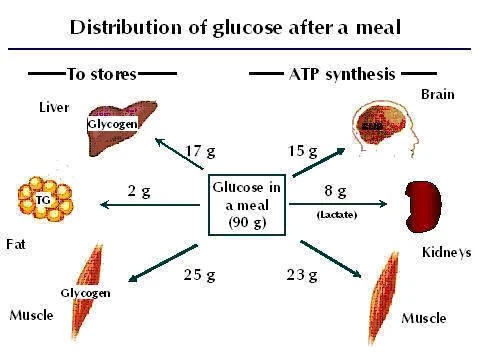 Distribution of glucose after a meal
To stores
ATP synthesis
Liver
Brain
Glycogen
17 g
15 g
TG
2 g
Glucose in
a meal
(90 g)
8 g
(Lactate)
Fat
Kidneys
25 g
23 g
Glycogen
Muscle
Muscle